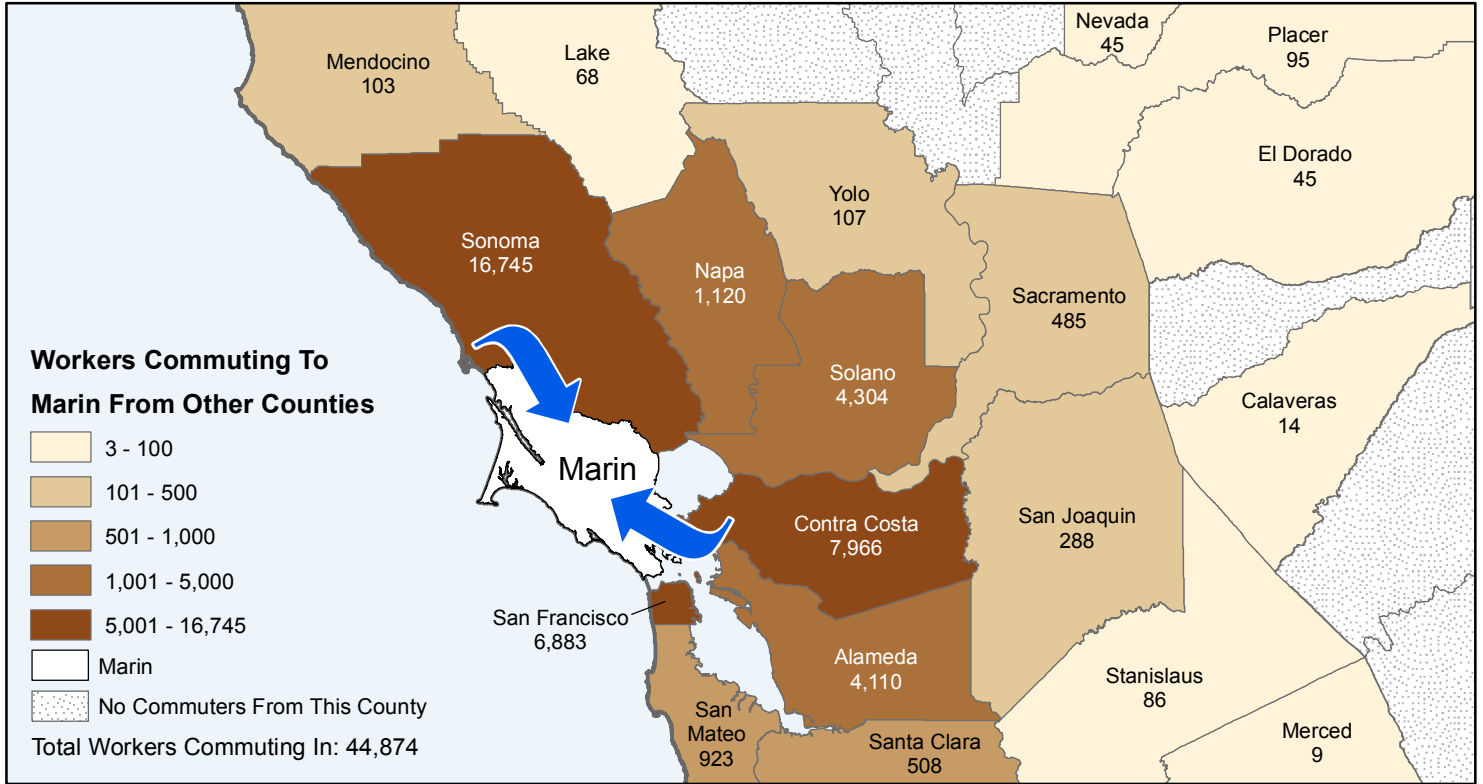 Nevada
45
Placer
95
Lake
68
Mendocino
103
El Dorado
45
Yolo
107
Sonoma
16,745
Napa
1,120
Sacramento
485
Solano
4,304
Calaveras
14
Marin
Contra Costa
7,966
San Joaquin
288
San Francisco
6,883
Alameda
4,110
Stanislaus
86
San
Mateo
923
Santa Clara
508
Merced
9
Workers Commuting To
Marin From Other Counties
3 - 100
101 - 500
501 - 1,000
1,001 - 5,000
5,001 - 16,745
Marin
No Commuters From This County
Total Workers Commuting In: 44,874